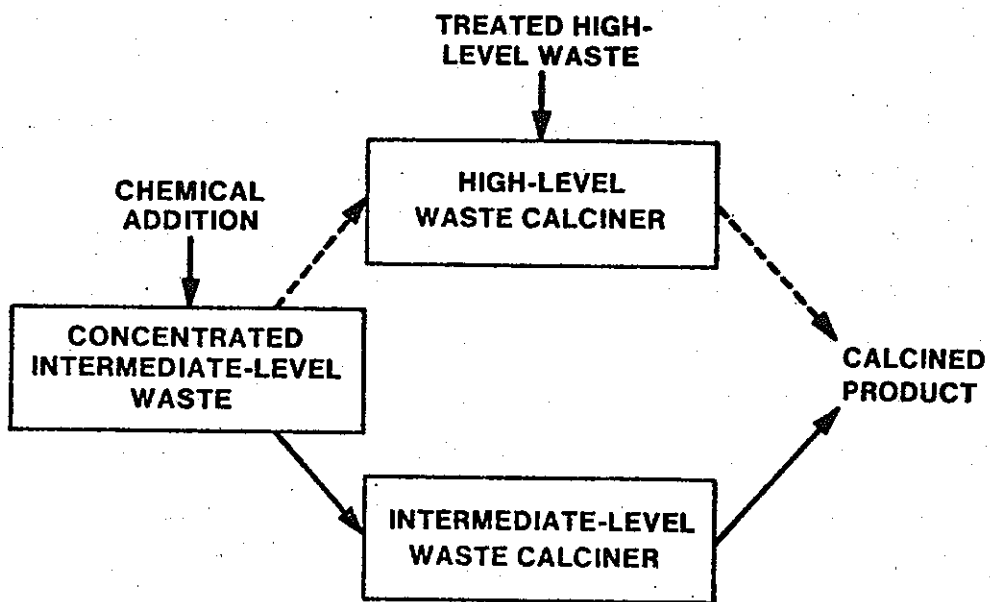 TREATED HIGH-
LEVEL WASTE
HIGH-LEVEL
WASTE CALCINER
CHEMICAL
ADDITION
CONCENTRATED
INTERMEDIATE-LEVEL
WASTE
CALCINED
PRODUCT
INTERMEDIATE-LEVEL
WASTE CALCINER